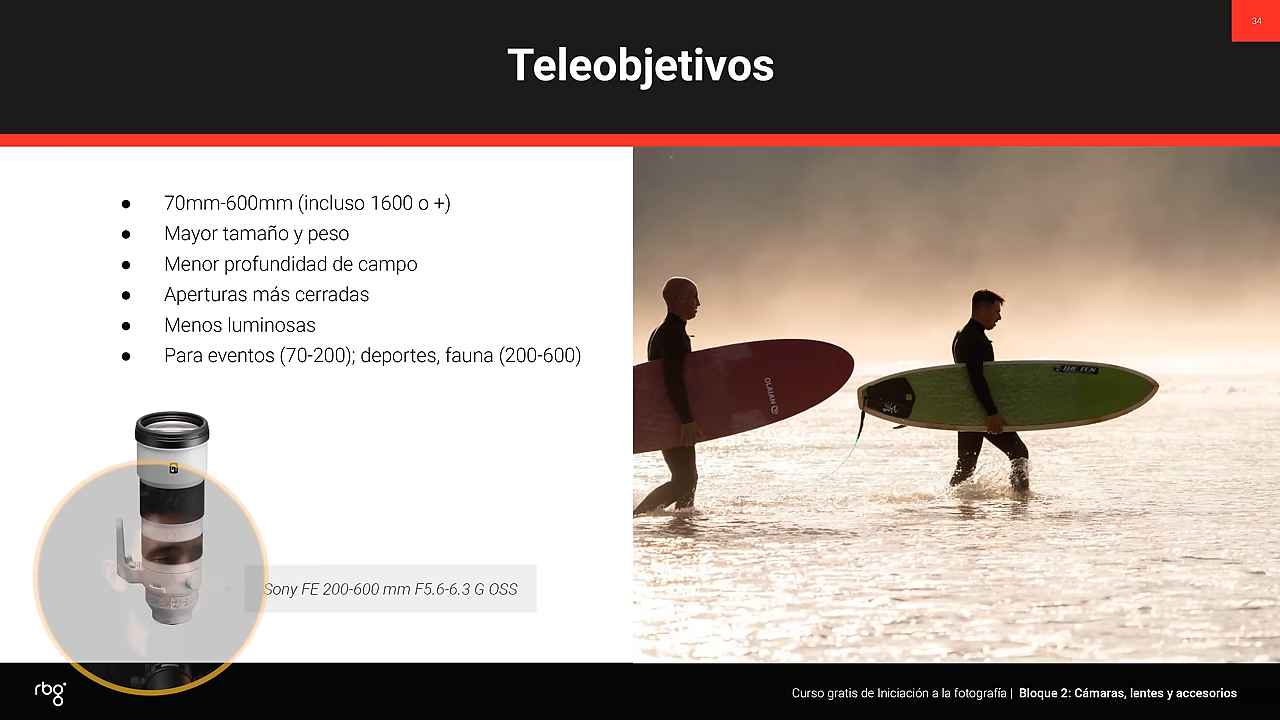 34
Teleobjetivos
● 70mm-600mm (incluso 1600 o +)
● Mayor tamaño y peso
● Menor profundidad de campo
● Aperturas más cerradas
● Menos luminosas
● Para eventos (70-200); deportes, fauna (200-600)
OLAIAN
Sony FE 200-600 mm F5.6-6.3 G OSS
rbg
Curso gratis de Iniciación a la fotografía | Bloque 2: Cámaras, lentes y accesorios